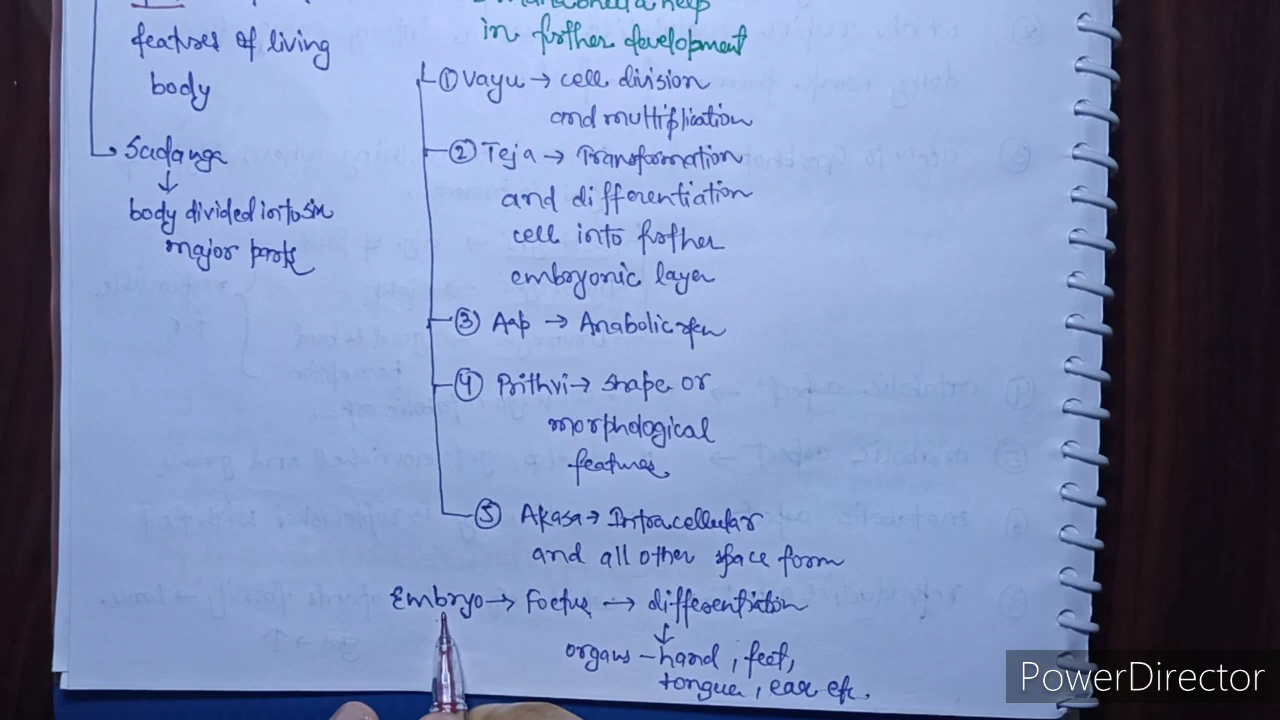 in further development
features of living
body
① Vayu → cell division
and multiplication
Sadanga
② Teja → Transformation
and differentiation
cell into further
embryonic layer
↓
body divided into six
major parts
③ Aap → Anabolic
④ Prithvi → shape or
morphological
features
⑤ Akasa → Intracellular
and all other space form
Embryo → Foetus → differentiation
↓
organs – hand, feet,
tongue, ear etc.
PowerDirector